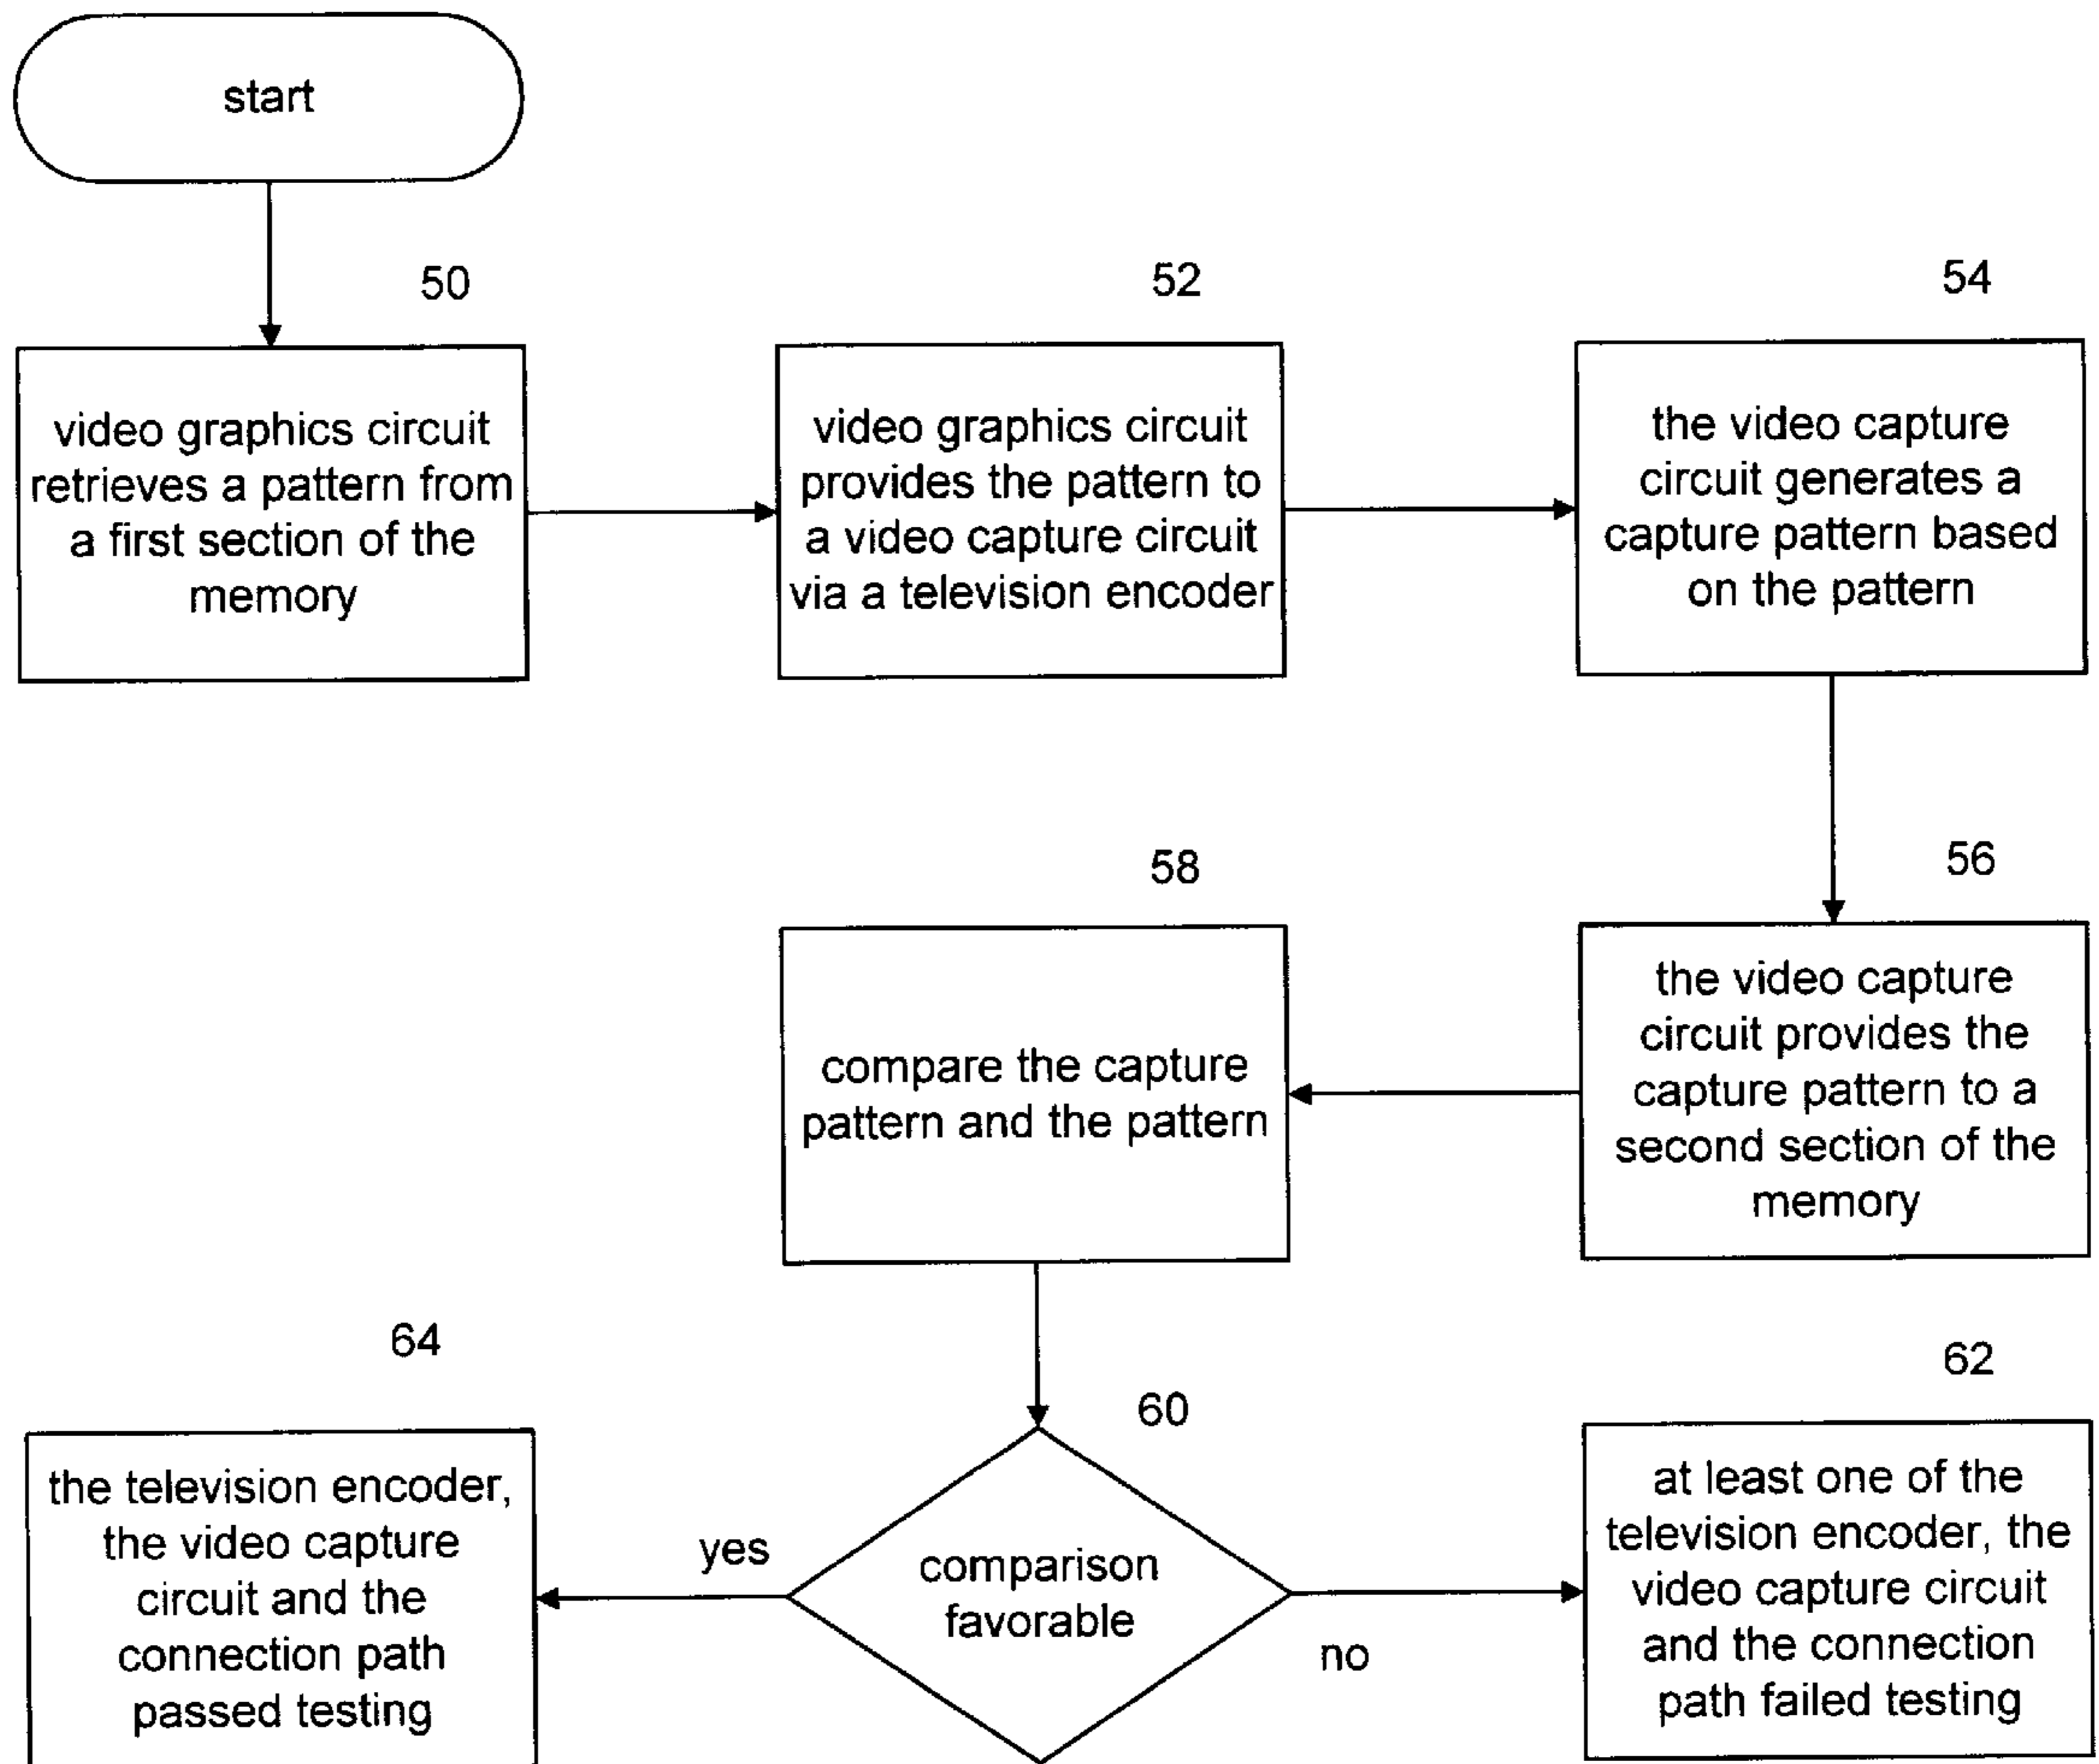 start
50
video graphics circuit
retrieves a pattern from
a first section of the
memory
52
video graphics circuit
provides the pattern to
a video capture circuit
via a television encoder
54
the video capture
circuit generates a
capture pattern based
on the pattern
56
the video capture
circuit provides the
capture pattern to a
second section of the
memory
58
compare the capture
pattern and the pattern
60
comparison
favorable
yes
no
64
the television encoder,
the video capture
circuit and the
connection path
passed testing
62
at least one of the
television encoder, the
video capture circuit
and the connection
path failed testing